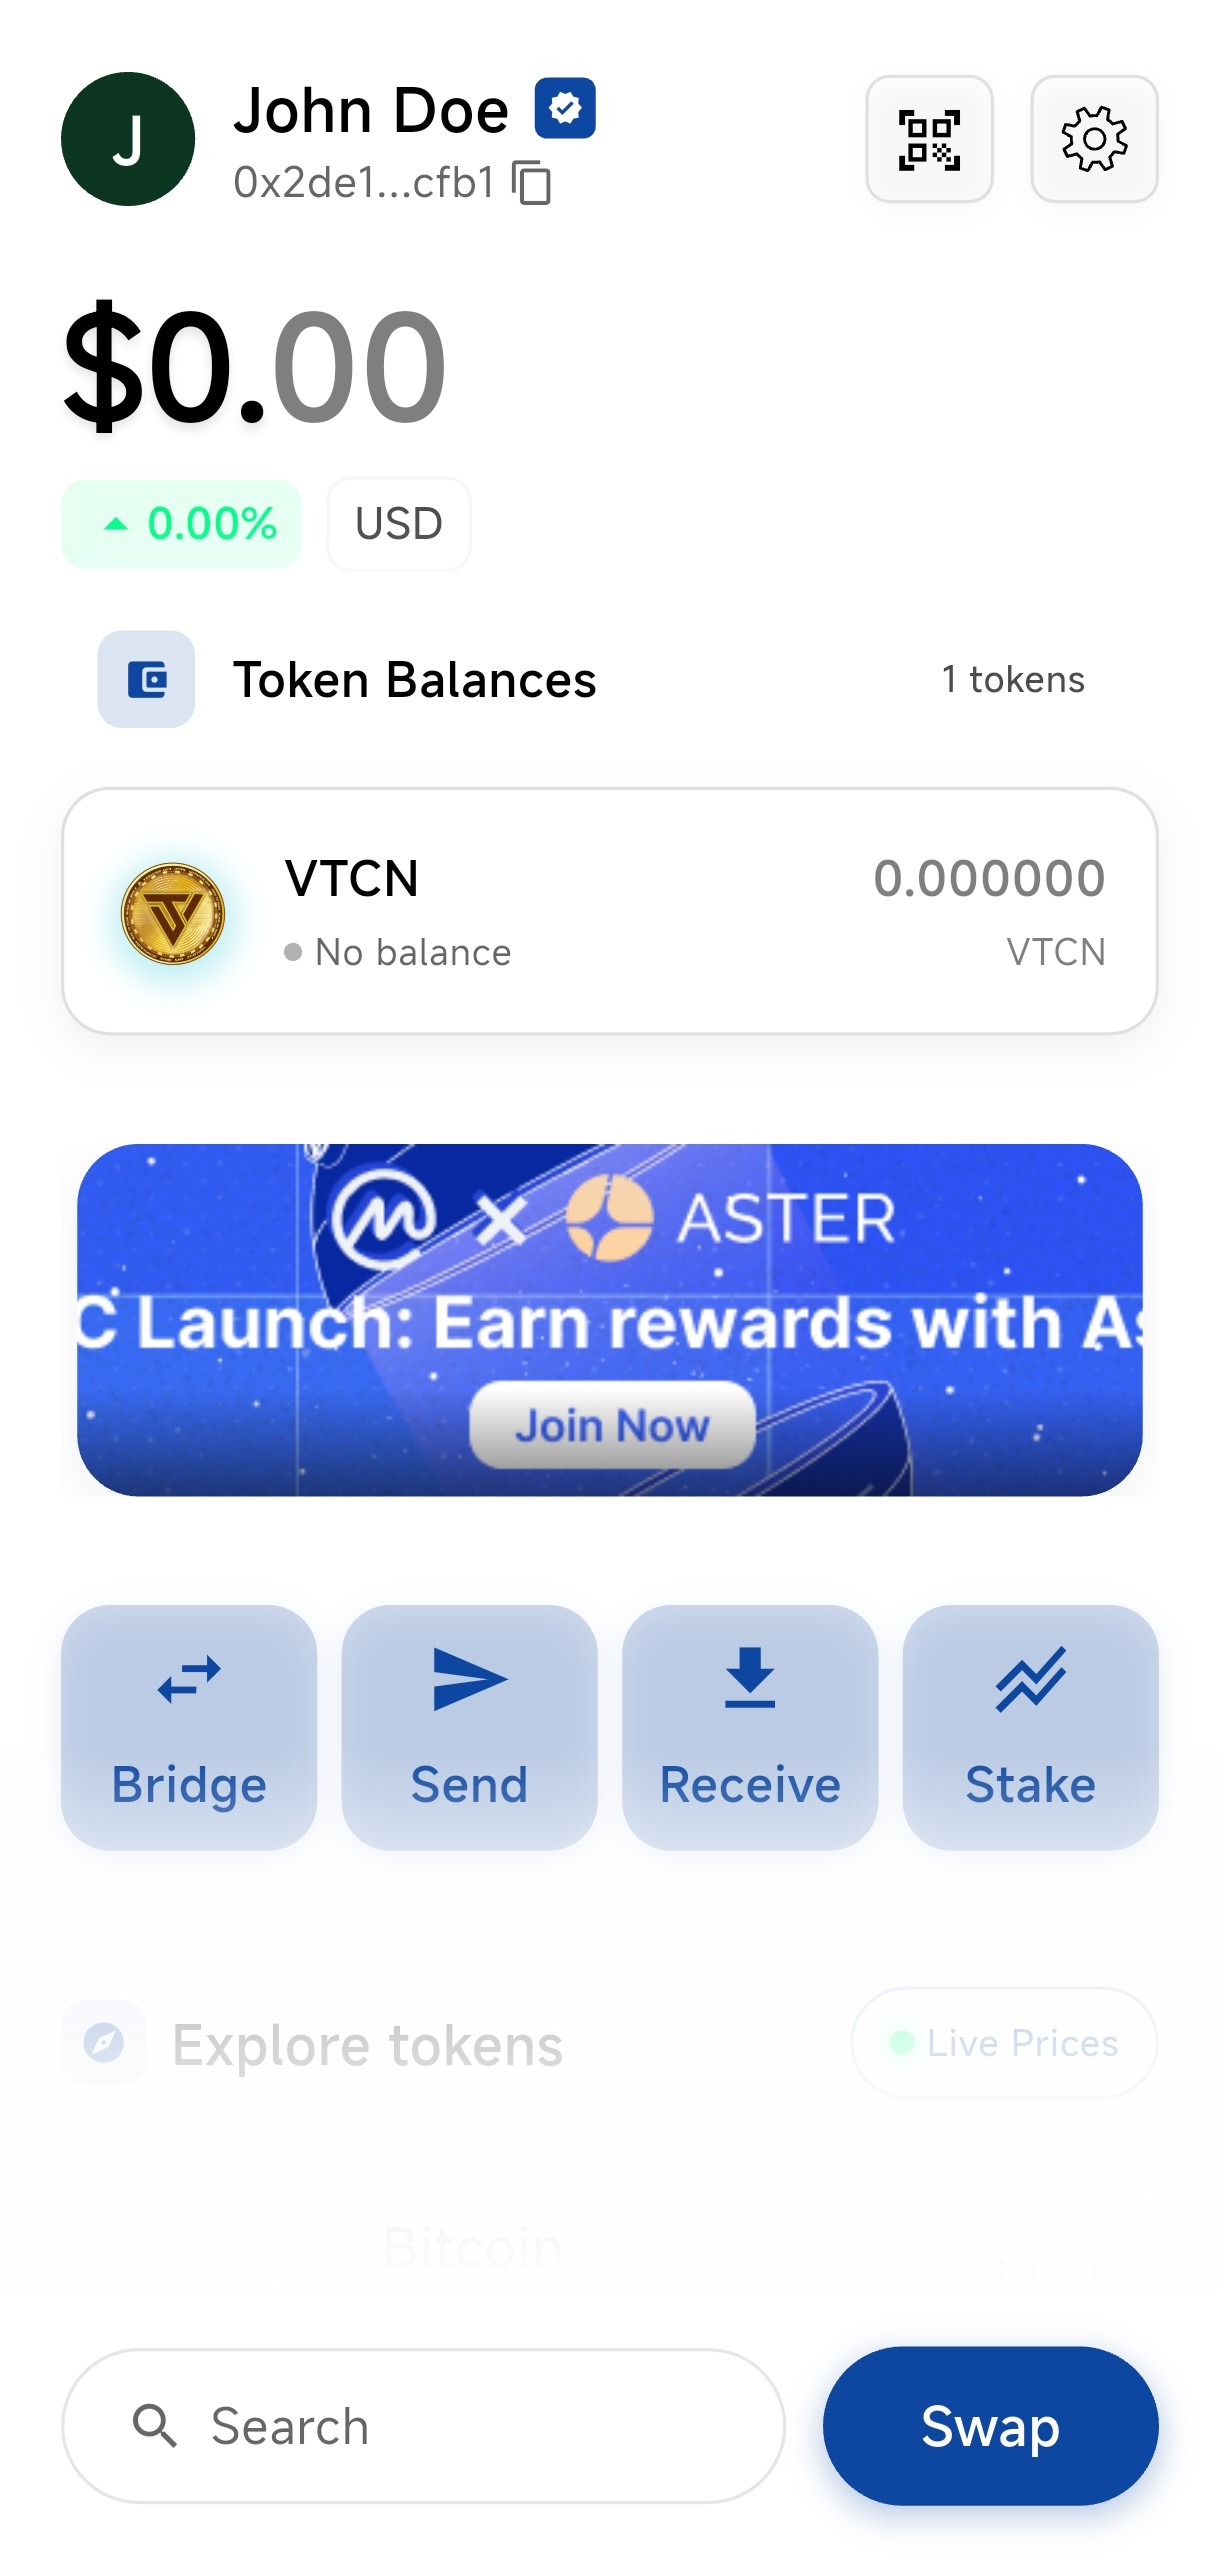 J
John Doe
0x2de1...cfb1
$0.00
0.00%
USD
Token Balances
1 tokens
VTCN
0.000000
No balance
VTCN
ASTER
C Launch: Earn rewards with As
Join Now
Bridge
Send
Receive
Stake
Explore tokens
Live Prices
Bitcoin
Search
Swap